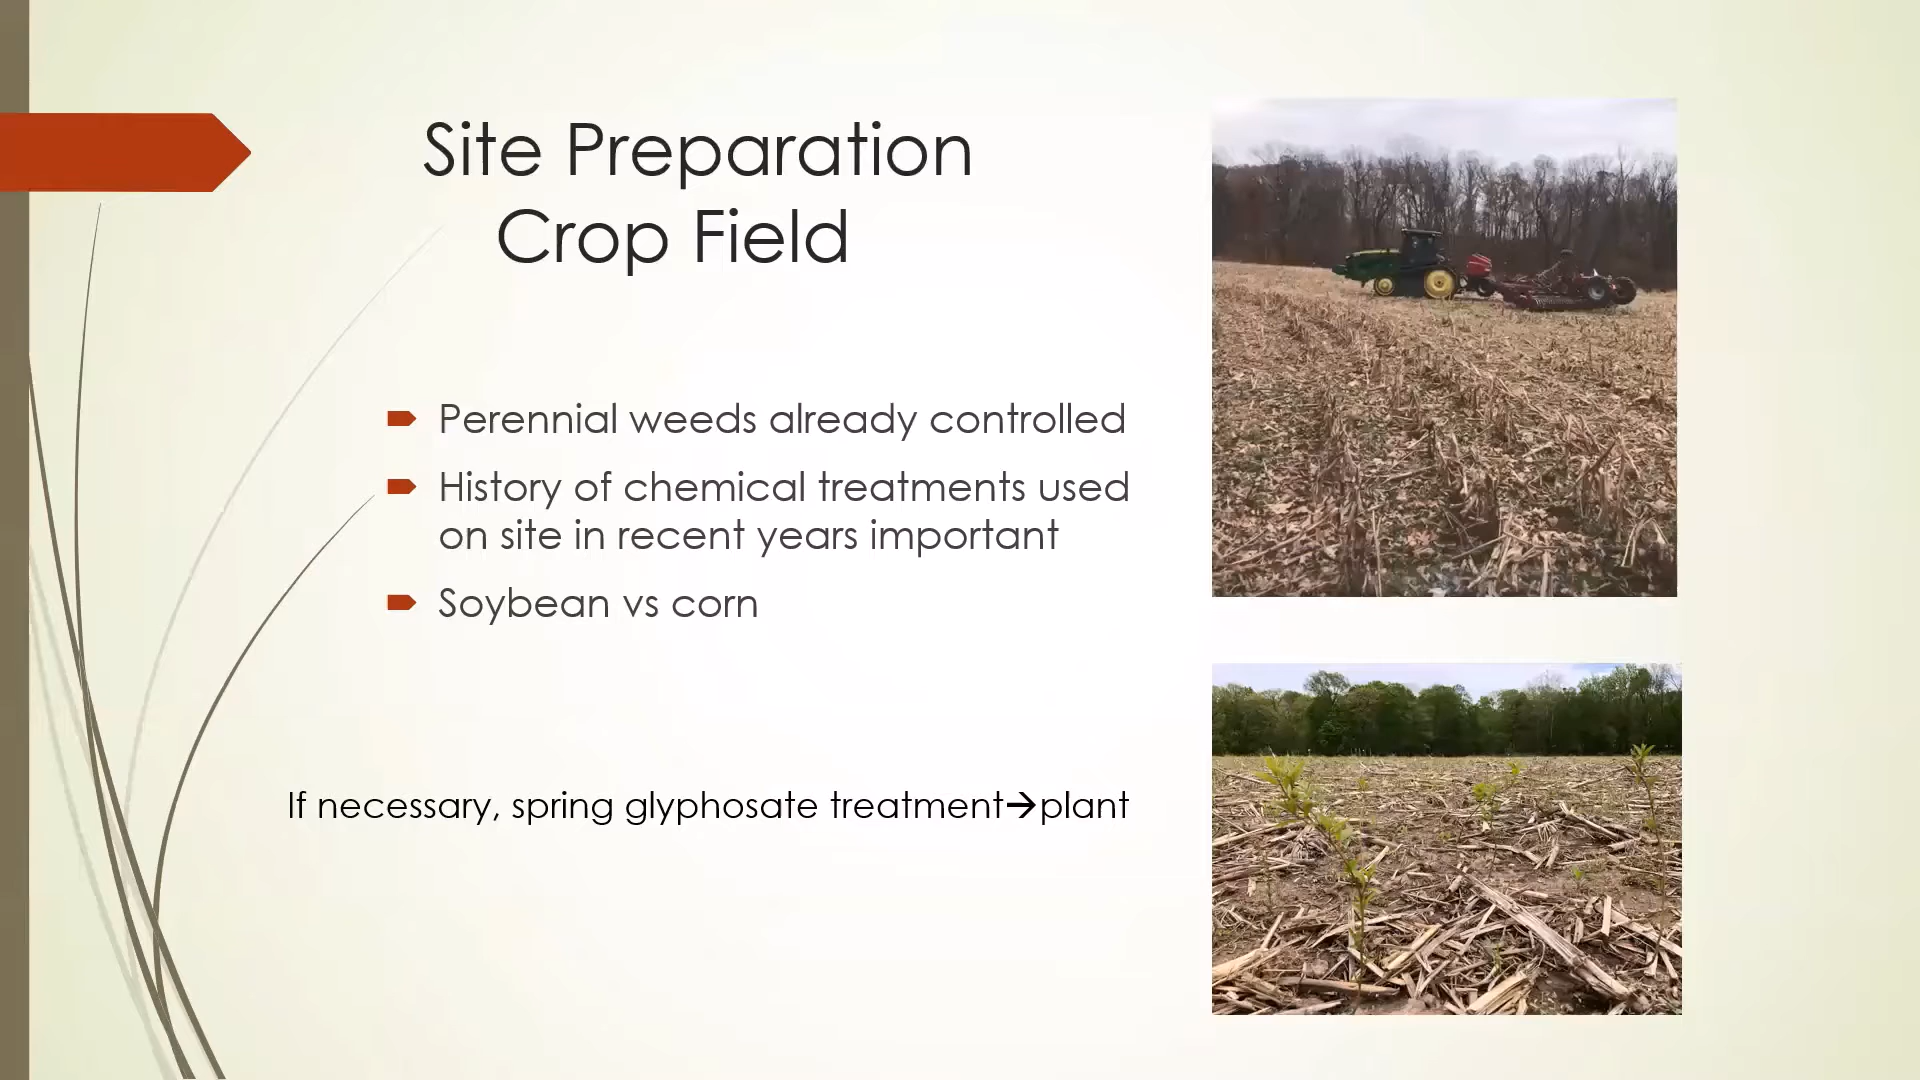 Site Preparation
Crop Field
Perennial weeds already controlled
History of chemical treatments used
on site in recent years important
Soybean vs corn
If necessary, spring glyphosate treatment→plant